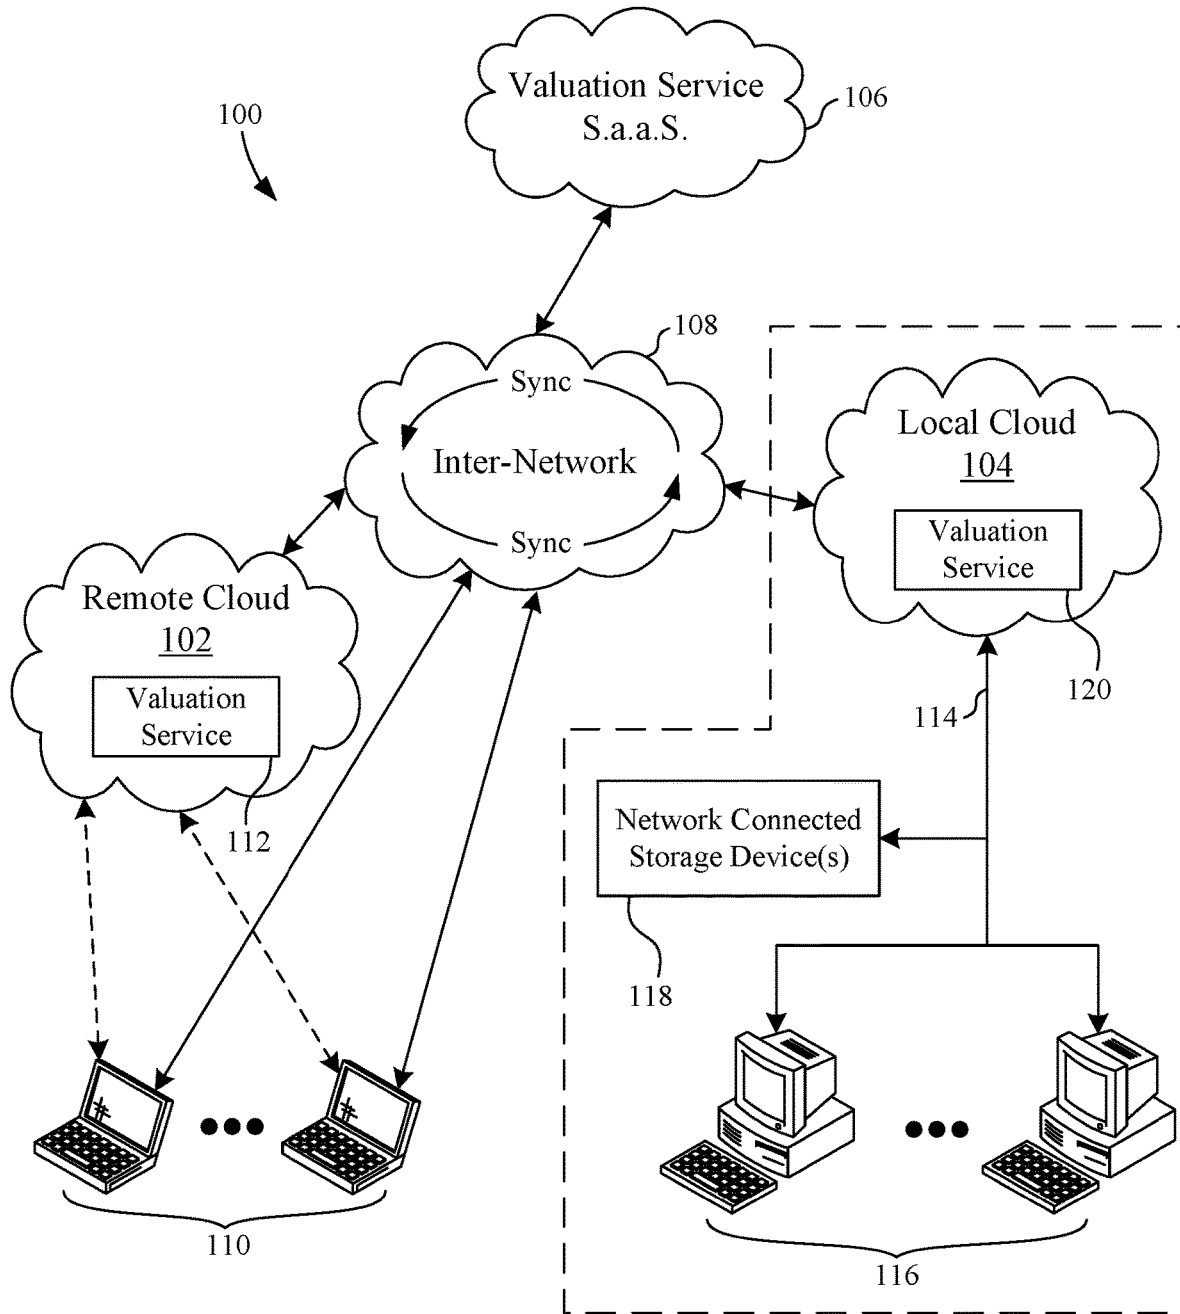 Valuation Service
S.a.a.S.
106
100
108
Sync
Inter-Network
Sync
Local Cloud
104
Valuation
Service
120
114
Remote Cloud
102
Valuation
Service
112
Network Connected
Storage Device(s)
118
110
116